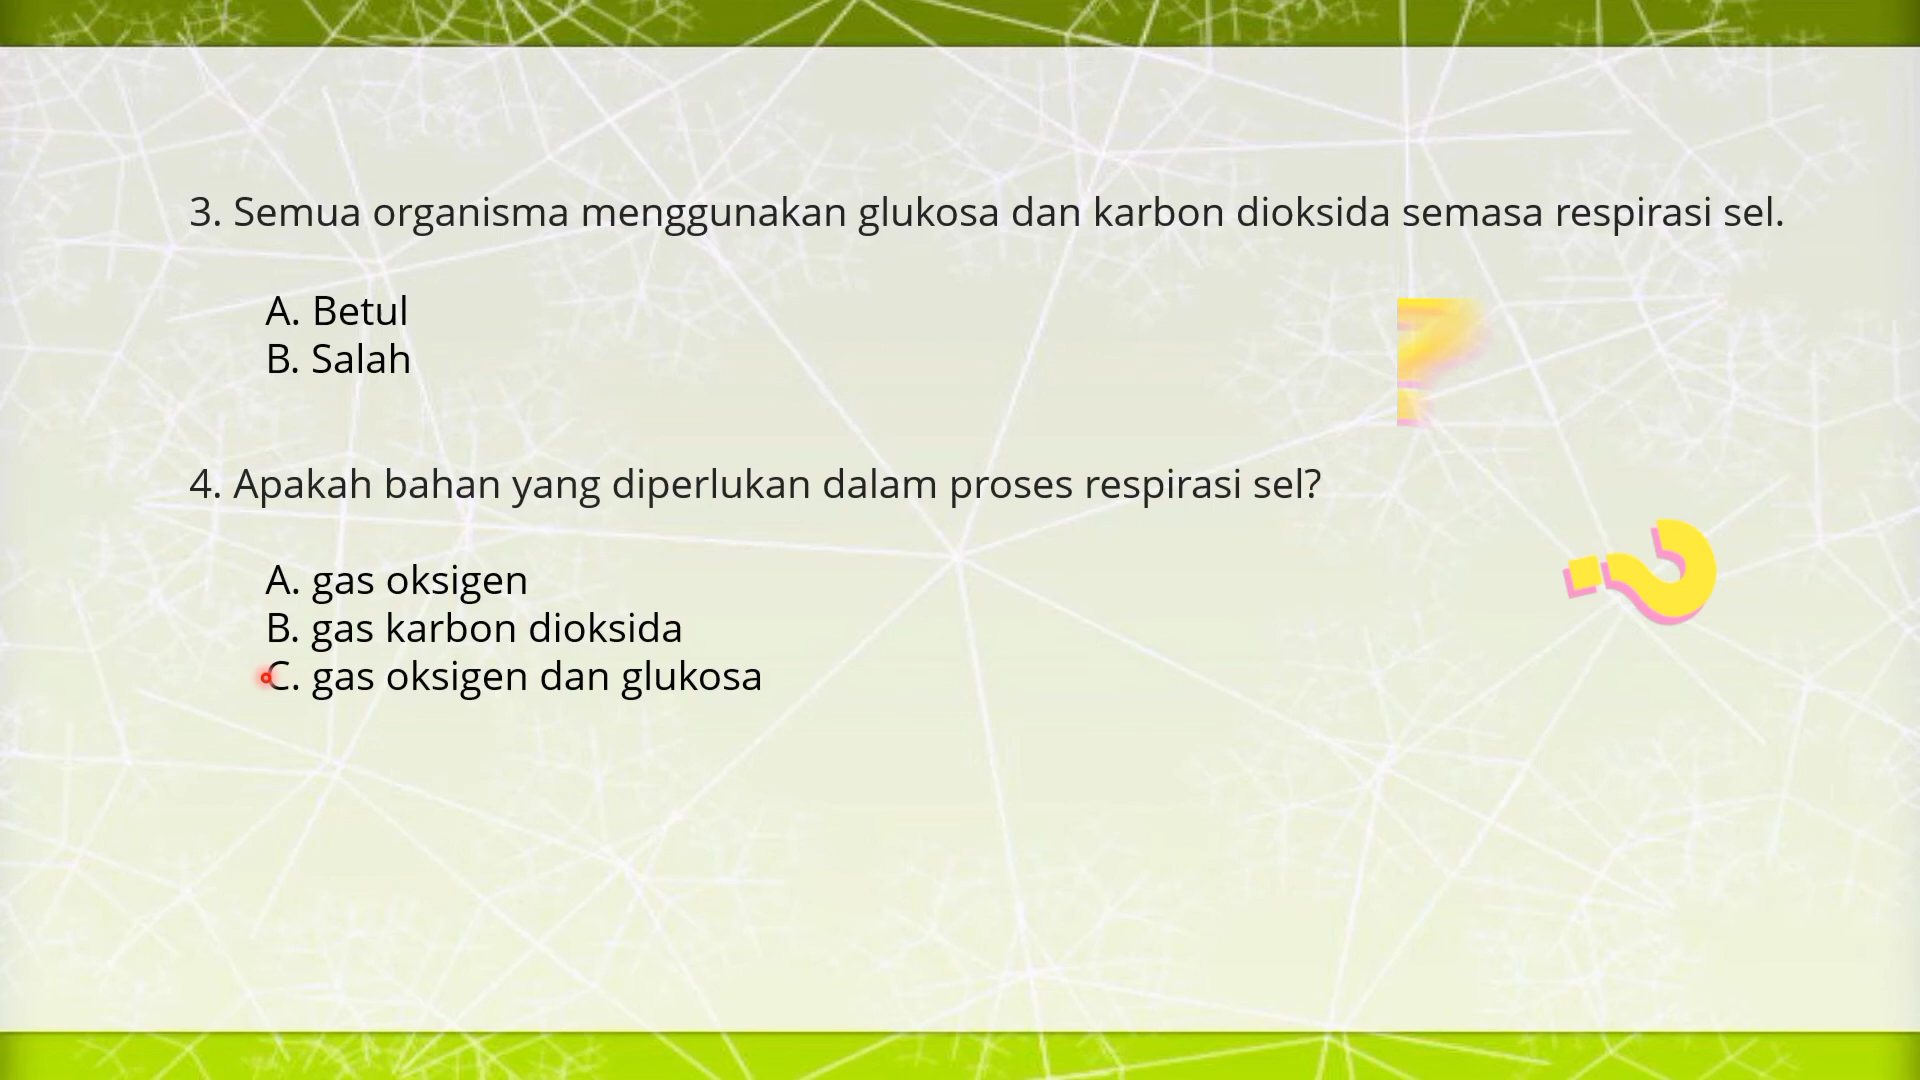 3. Semua organisma menggunakan glukosa dan karbon dioksida semasa respirasi sel.
A. Betul
B. Salah
4. Apakah bahan yang diperlukan dalam proses respirasi sel?
A. gas oksigen
B. gas karbon dioksida
C. gas oksigen dan glukosa